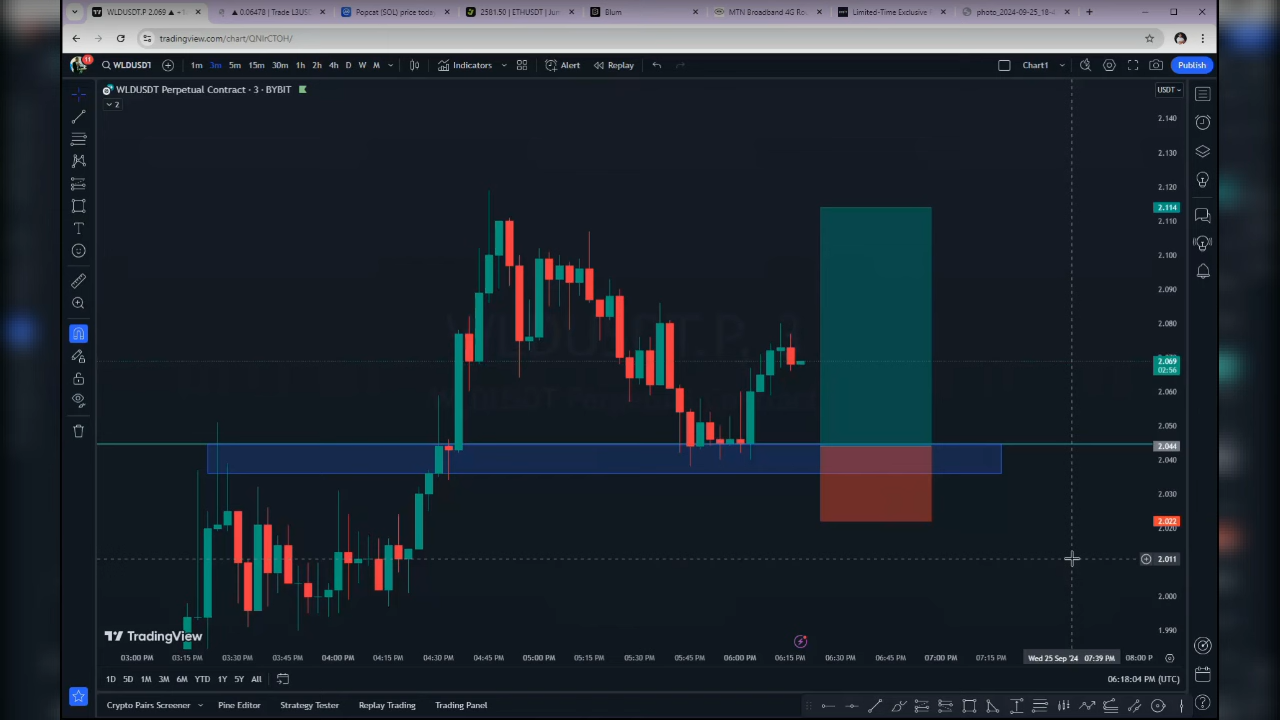 WLDUSDT.P 2.069 ▲ +1
▲ 0.06478 | Trade L3US
Popcat (SOL) price today
2581.50 | ETHUSDT | Jum
Blum
MTN Broadband 4G Ro
Limited-Time Exclusive
photo_2024-09-25_18-4
tradingview.com/chart/QNlrCTOH/
11
WLDUSDT
1m 3m 5m 15m 30m 1h 2h 4h D W M
Indicators
Alert
Replay
Chart1
Publish
WLDUSDT Perpetual Contract · 3 · BYBIT
2
USDT
2.140
2.130
2.120
2.114
2.110
2.100
2.090
2.080
2.069
02:56
2.060
2.050
2.044
2.040
2.030
2.022
2.020
2.011
2.000
1.990
TradingView
03:00 PM 03:15 PM 03:30 PM 03:45 PM 04:00 PM 04:15 PM 04:30 PM 04:45 PM 05:00 PM 05:15 PM 05:30 PM 05:45 PM 06:00 PM 06:15 PM 06:30 PM 06:45 PM 07:00 PM 07:15 PM Wed 25 Sep '24 07:39 PM 08:00 P
1D 5D 1M 3M 6M YTD 1Y 5Y All
06:18:04 PM (UTC)
Crypto Pairs Screener
Pine Editor
Strategy Tester
Replay Trading
Trading Panel